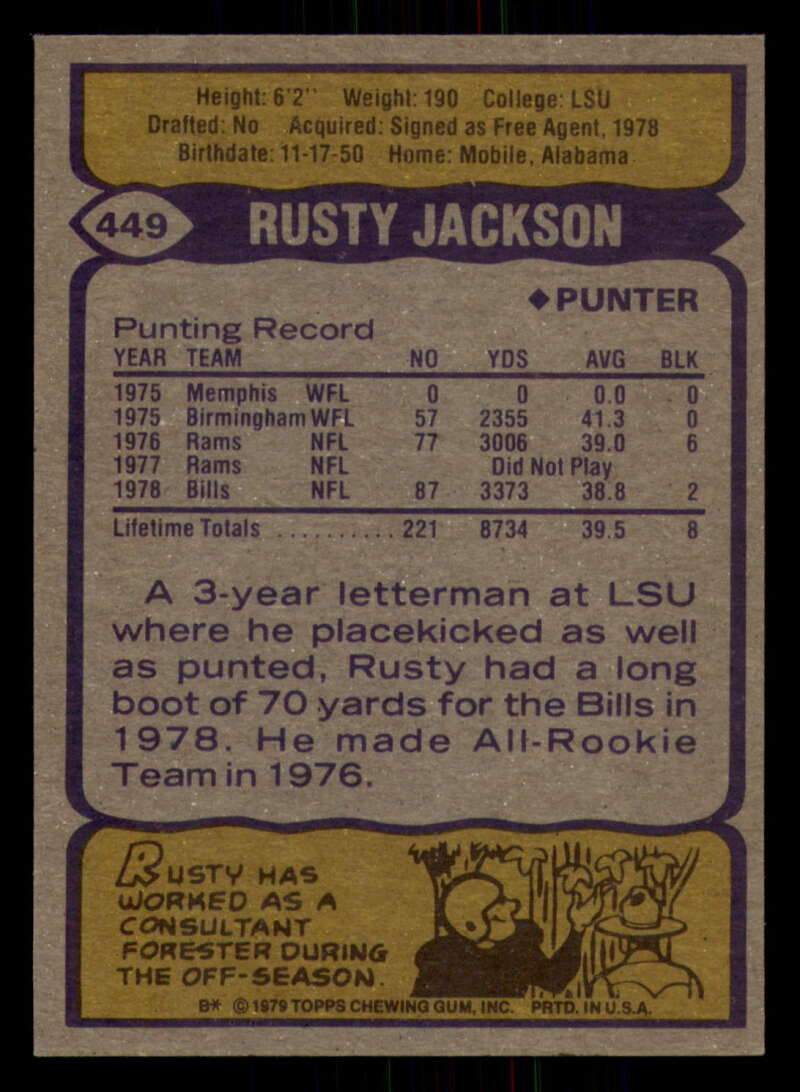 Height: 6'2" Weight: 190 College: LSU
Drafted: No Acquired: Signed as Free Agent, 1978
Birthdate: 11-17-50 Home: Mobile, Alabama
449 RUSTY JACKSON
◆PUNTER
Punting Record
YEAR TEAM NO YDS AVG BLK
1975 Memphis WFL 0 0 0.0 0
1975 Birmingham WFL 57 2355 41.3 0
1976 Rams NFL 77 3006 39.0 6
1977 Rams NFL Did Not Play
1978 Bills NFL 87 3373 38.8 2
Lifetime Totals .......... 221 8734 39.5 8
A 3-year letterman at LSU
where he placekicked as well
as punted, Rusty had a long
boot of 70 yards for the Bills in
1978. He made All-Rookie
Team in 1976.
RUSTY HAS
WORKED AS A
CONSULTANT
FORESTER DURING
THE OFF-SEASON.
B* © 1979 TOPPS CHEWING GUM, INC. PRTD. IN U.S.A.